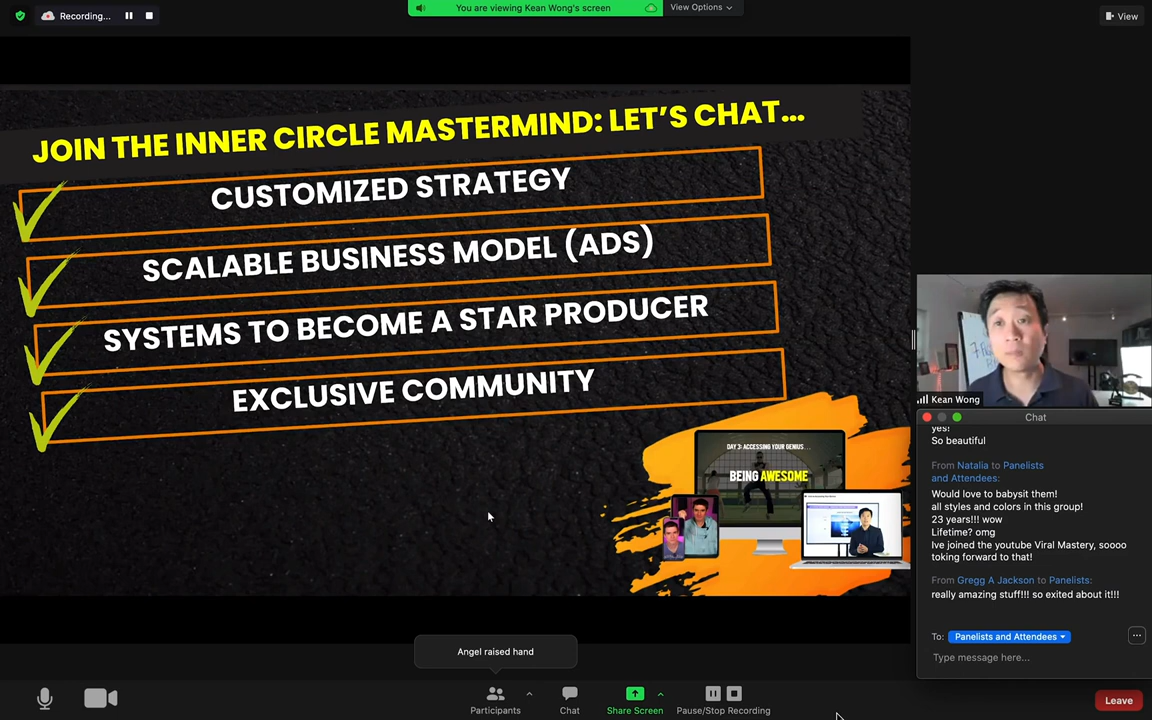 Recording...
You are viewing Kean Wong's screen
View Options
View
JOIN THE INNER CIRCLE MASTERMIND: LET'S CHAT...
CUSTOMIZED STRATEGY
SCALABLE BUSINESS MODEL (ADS)
SYSTEMS TO BECOME A STAR PRODUCER
EXCLUSIVE COMMUNITY
DAY 3: ACCESSING YOUR GENIUS...
BEING AWESOME
Kean Wong
Chat
yes!
So beautiful
From Natalia to Panelists
and Attendees:
Would love to babysit them!
all styles and colors in this group!
23 years!!! wow
Lifetime? omg
Ive joined the youtube Viral Mastery, soooo
toking forward to that!
From Gregg A Jackson to Panelists:
really amazing stuff!!! so exited about it!!!
To: Panelists and Attendees
Type message here...
Angel raised hand
Participants
Chat
Share Screen
Pause/Stop Recording
Leave